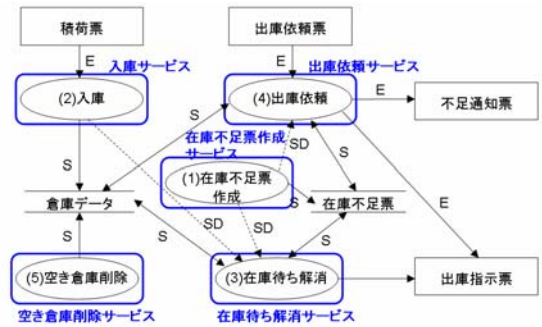 積荷票
出庫依頼票
E
入庫サービス
E
出庫依頼サービス
(2)入庫
(4)出庫依頼
E
不足通知票
S
S
在庫不足票作成
サービス
SD
S
(1)在庫不足票
作成
E
倉庫データ
S
在庫不足票
SD
SD
S
S
S
(5)空き倉庫削除
(3)在庫待ち解消
出庫指示票
空き倉庫削除サービス
在庫待ち解消サービス